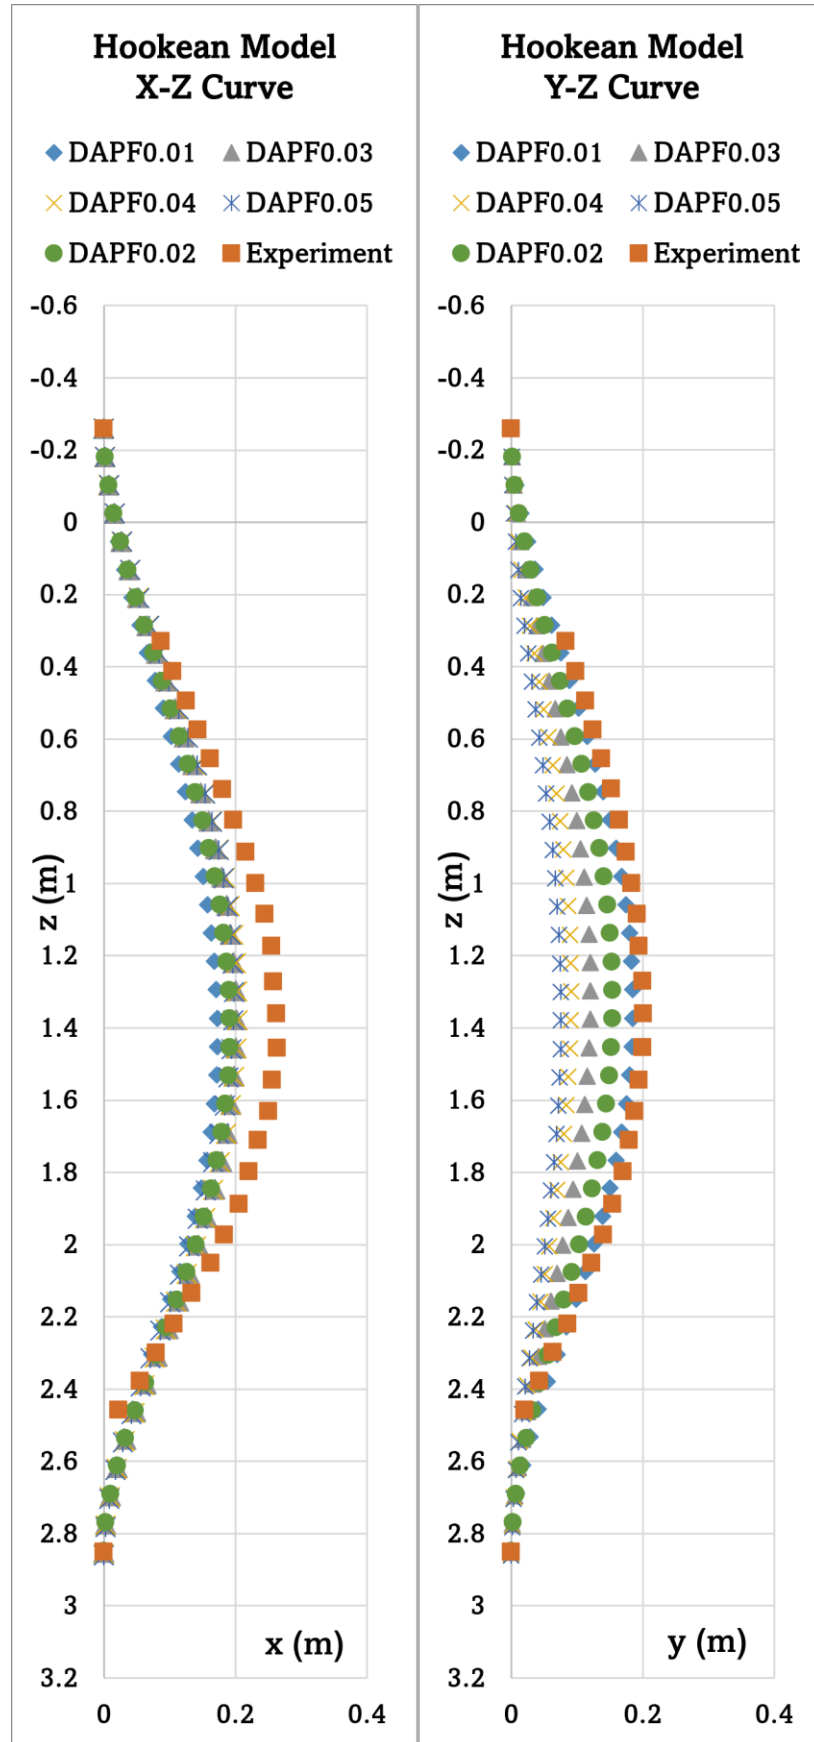 Hookean Model
X-Z Curve
DAPF0.01 DAPF0.03
DAPF0.04 DAPF0.05
DAPF0.02 Experiment
-0.6
-0.4
-0.2
0
0.2
0.4
0.6
0.8
1
1.2
1.4
1.6
1.8
2
2.2
2.4
2.6
2.8
3
3.2
z (m)
x (m)
0 0.2 0.4
Hookean Model
Y-Z Curve
DAPF0.01 DAPF0.03
DAPF0.04 DAPF0.05
DAPF0.02 Experiment
-0.6
-0.4
-0.2
0
0.2
0.4
0.6
0.8
1
1.2
1.4
1.6
1.8
2
2.2
2.4
2.6
2.8
3
3.2
z (m)
y (m)
0 0.2 0.4